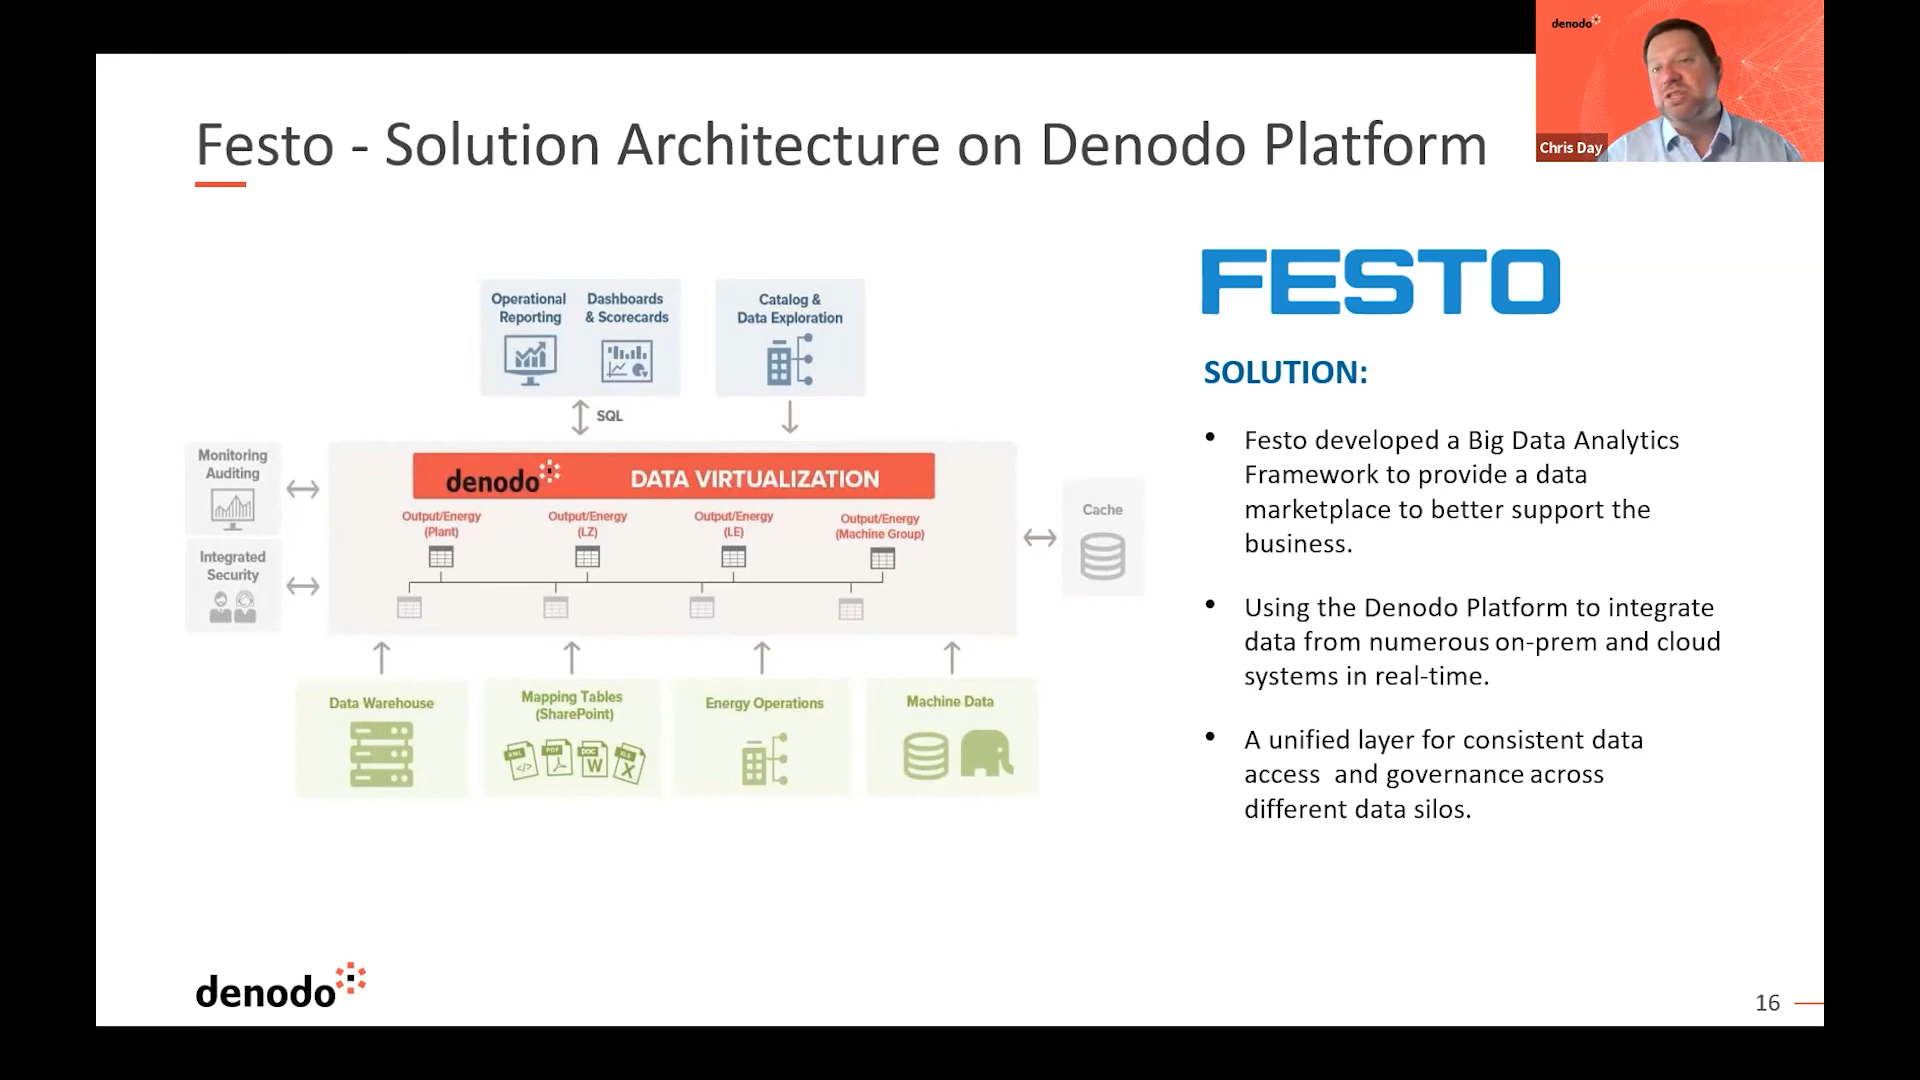 denodo
Chris Day
Festo - Solution Architecture on Denodo Platform
Operational
Reporting
Dashboards
& Scorecards
Catalog &
Data Exploration
SQL
Monitoring
Auditing
Integrated
Security
denodo
DATA VIRTUALIZATION
Output/Energy
(Plant)
Output/Energy
(LZ)
Output/Energy
(LE)
Output/Energy
(Machine Group)
Cache
Data Warehouse
Mapping Tables
(SharePoint)
XML
PDF
DOC
W
XLS
X
Energy Operations
Machine Data
FESTO
SOLUTION:
• Festo developed a Big Data Analytics
Framework to provide a data
marketplace to better support the
business.
• Using the Denodo Platform to integrate
data from numerous on-prem and cloud
systems in real-time.
• A unified layer for consistent data
access and governance across
different data silos.
denodo
16